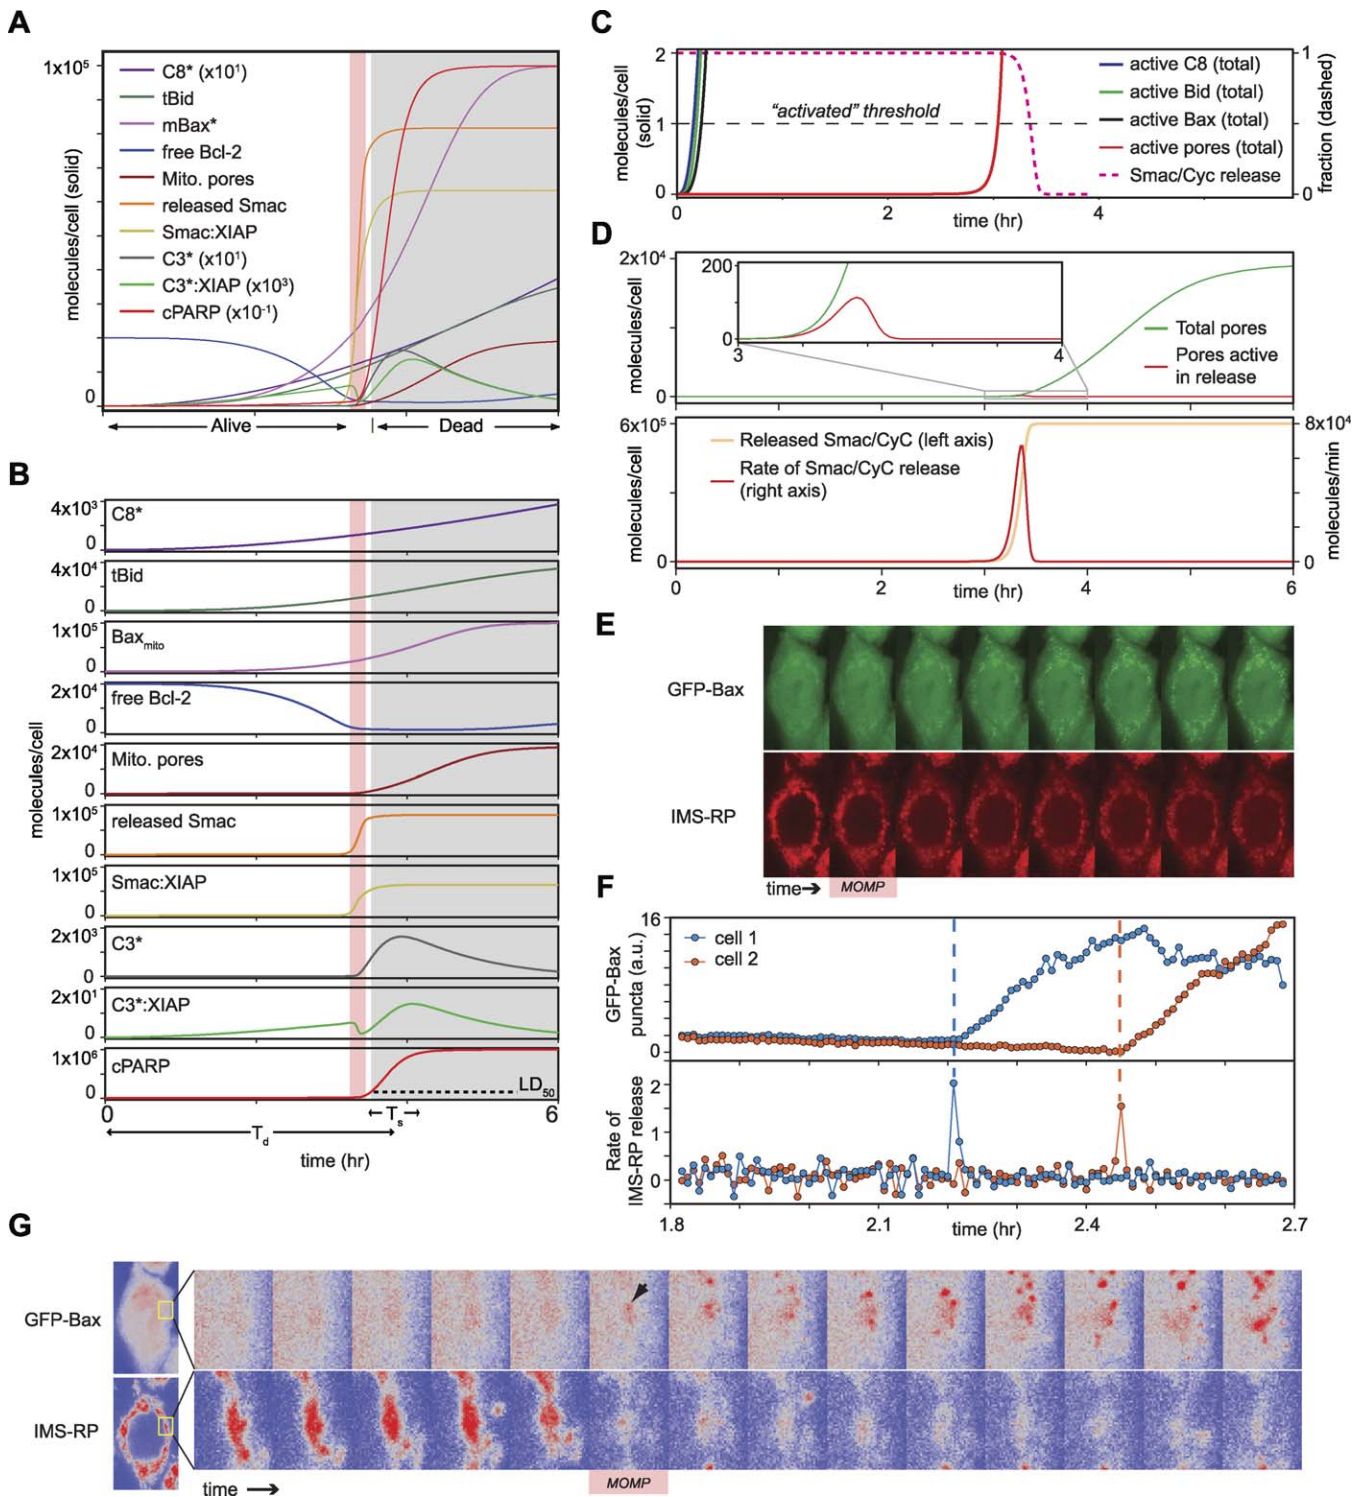 A
1x10⁵
0
molecules/cell (solid)
C8* (x10¹)
tBid
mBax*
free Bcl-2
Mito. pores
released Smac
Smac:XIAP
C3* (x10¹)
C3*:XIAP (x10³)
cPARP (x10⁻¹)
Alive
Dead
B
molecules/cell
4x10³
0
C8*
4x10⁴
0
tBid
1x10⁵
0
Bax mito
2x10⁴
0
free Bcl-2
2x10⁴
0
Mito. pores
1x10⁵
0
released Smac
1x10⁵
0
Smac:XIAP
2x10³
0
C3*
2x10¹
0
C3*:XIAP
1x10⁶
0
cPARP
LD₅₀
0
6
Tₛ
T d
time (hr)
C
molecules/cell
(solid)
2
1
0
"activated" threshold
active C8 (total)
active Bid (total)
active Bax (total)
active pores (total)
Smac/Cyc release
1
0
fraction (dashed)
0
2
4
time (hr)
D
molecules/cell
2x10⁴
0
200
0
3
4
Total pores
Pores active
in release
molecules/cell
6x10⁵
0
Released Smac/CyC (left axis)
Rate of Smac/CyC release
(right axis)
8x10⁴
0
molecules/min
0
2
4
6
time (hr)
E
GFP-Bax
IMS-RP
time
MOMP
F
GFP-Bax
puncta (a.u.)
16
8
0
cell 1
cell 2
Rate of
IMS-RP release
2
1
0
1.8
2.1
2.4
2.7
time (hr)
G
GFP-Bax
IMS-RP
time
MOMP